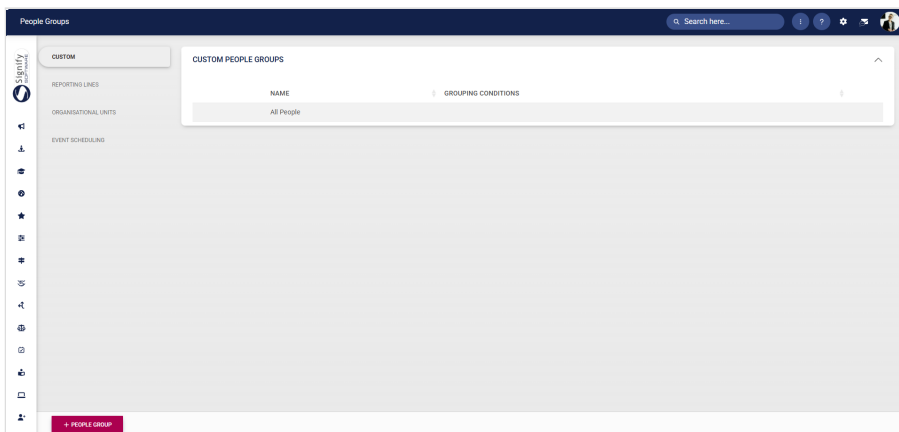 People Groups
Search here...
?
Signify
SOFTWARE
CUSTOM
REPORTING LINES
ORGANISATIONAL UNITS
EVENT SCHEDULING
CUSTOM PEOPLE GROUPS
NAME
GROUPING CONDITIONS
All People
+ PEOPLE GROUP